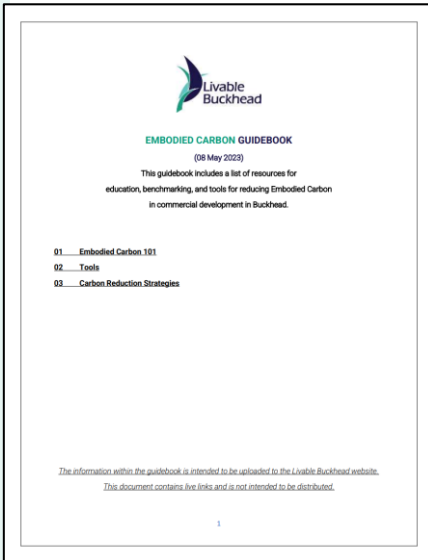 Livable
Buckhead
EMBODIED CARBON GUIDEBOOK
(08 May 2023)
This guidebook includes a list of resources for
education, benchmarking, and tools for reducing Embodied Carbon
in commercial development in Buckhead.
01 Embodied Carbon 101
02 Tools
03 Carbon Reduction Strategies
The information within the guidebook is intended to be uploaded to the Livable Buckhead website.
This document contains live links and is not intended to be distributed.
1